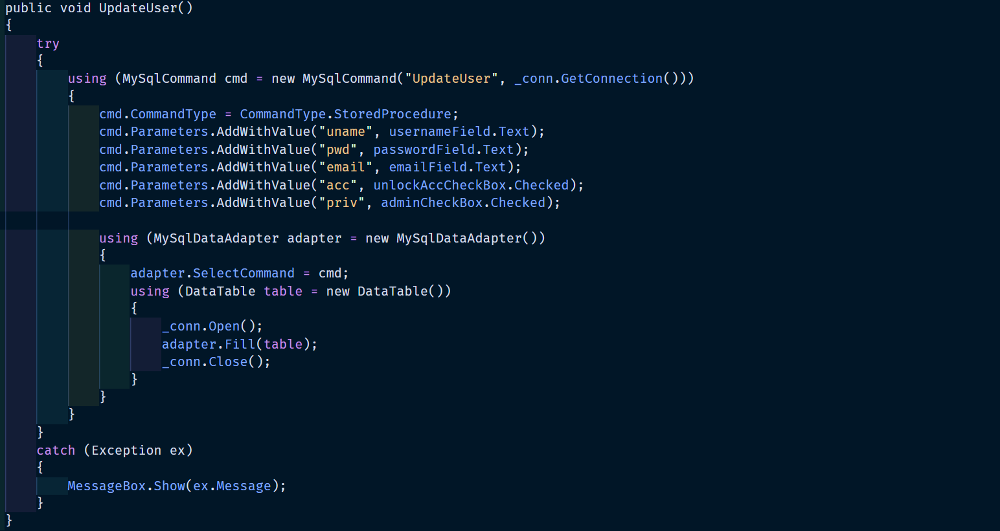 public void UpdateUser()
{
    try
    {
        using (MySqlCommand cmd = new MySqlCommand("UpdateUser", _conn.GetConnection()))
        {
            cmd.CommandType = CommandType.StoredProcedure;
            cmd.Parameters.AddWithValue("uname", usernameField.Text);
            cmd.Parameters.AddWithValue("pwd", passwordField.Text);
            cmd.Parameters.AddWithValue("email", emailField.Text);
            cmd.Parameters.AddWithValue("acc", unlockAccCheckBox.Checked);
            cmd.Parameters.AddWithValue("priv", adminCheckBox.Checked);

            using (MySqlDataAdapter adapter = new MySqlDataAdapter())
            {
                adapter.SelectCommand = cmd;
                using (DataTable table = new DataTable())
                {
                    _conn.Open();
                    adapter.Fill(table);
                    _conn.Close();
                }
            }
        }
    }
    catch (Exception ex)
    {
        MessageBox.Show(ex.Message);
    }
}